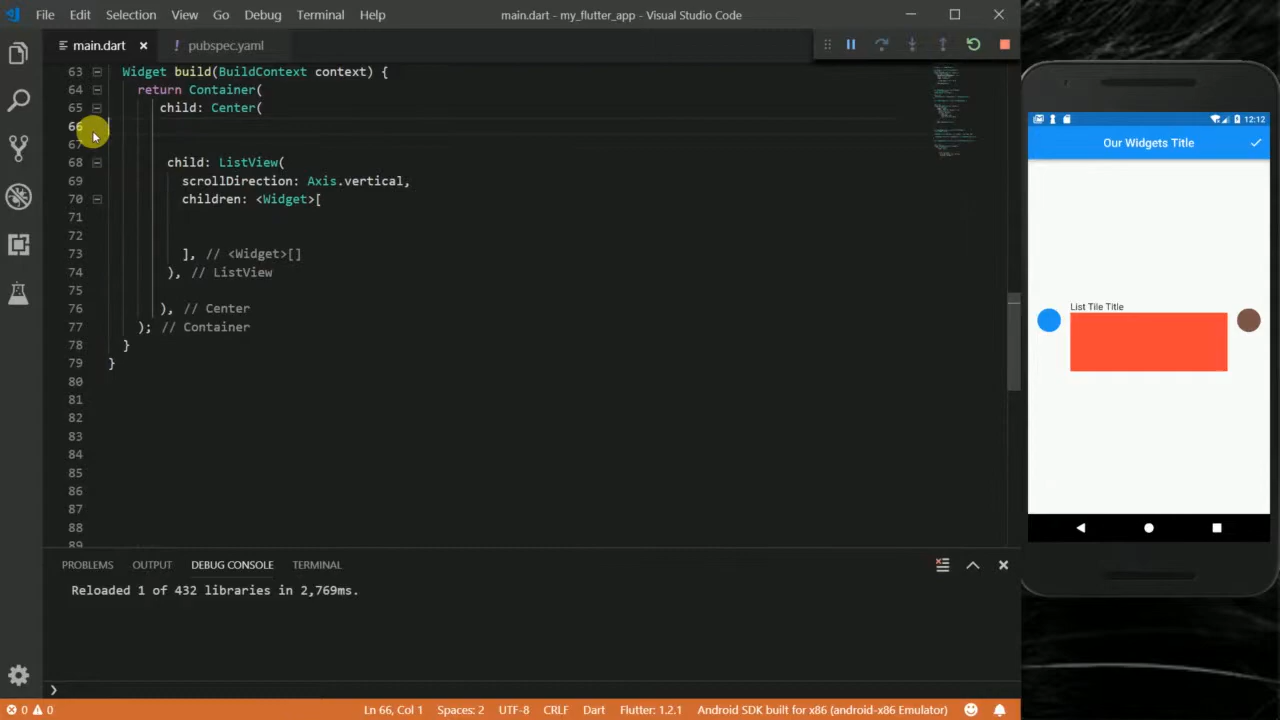 File Edit Selection View Go Debug Terminal Help main.dart - my_flutter_app - Visual Studio Code
main.dart × ! pubspec.yaml
63 Widget build(BuildContext context) {
64 return Container(
65 child: Center(
66
67
68 child: ListView(
69 scrollDirection: Axis.vertical,
70 children: <Widget>[
71
72
73 ], // <Widget>[]
74 ), // ListView
75
76 ), // Center
77 ); // Container
78 }
79 }
80
81
82
83
84
85
86
87
88
89
PROBLEMS OUTPUT DEBUG CONSOLE TERMINAL
Reloaded 1 of 432 libraries in 2,769ms.
0 0 Ln 66, Col 1 Spaces: 2 UTF-8 CRLF Dart Flutter: 1.2.1 Android SDK built for x86 (android-x86 Emulator)
12:12
Our Widgets Title
List Tile Title